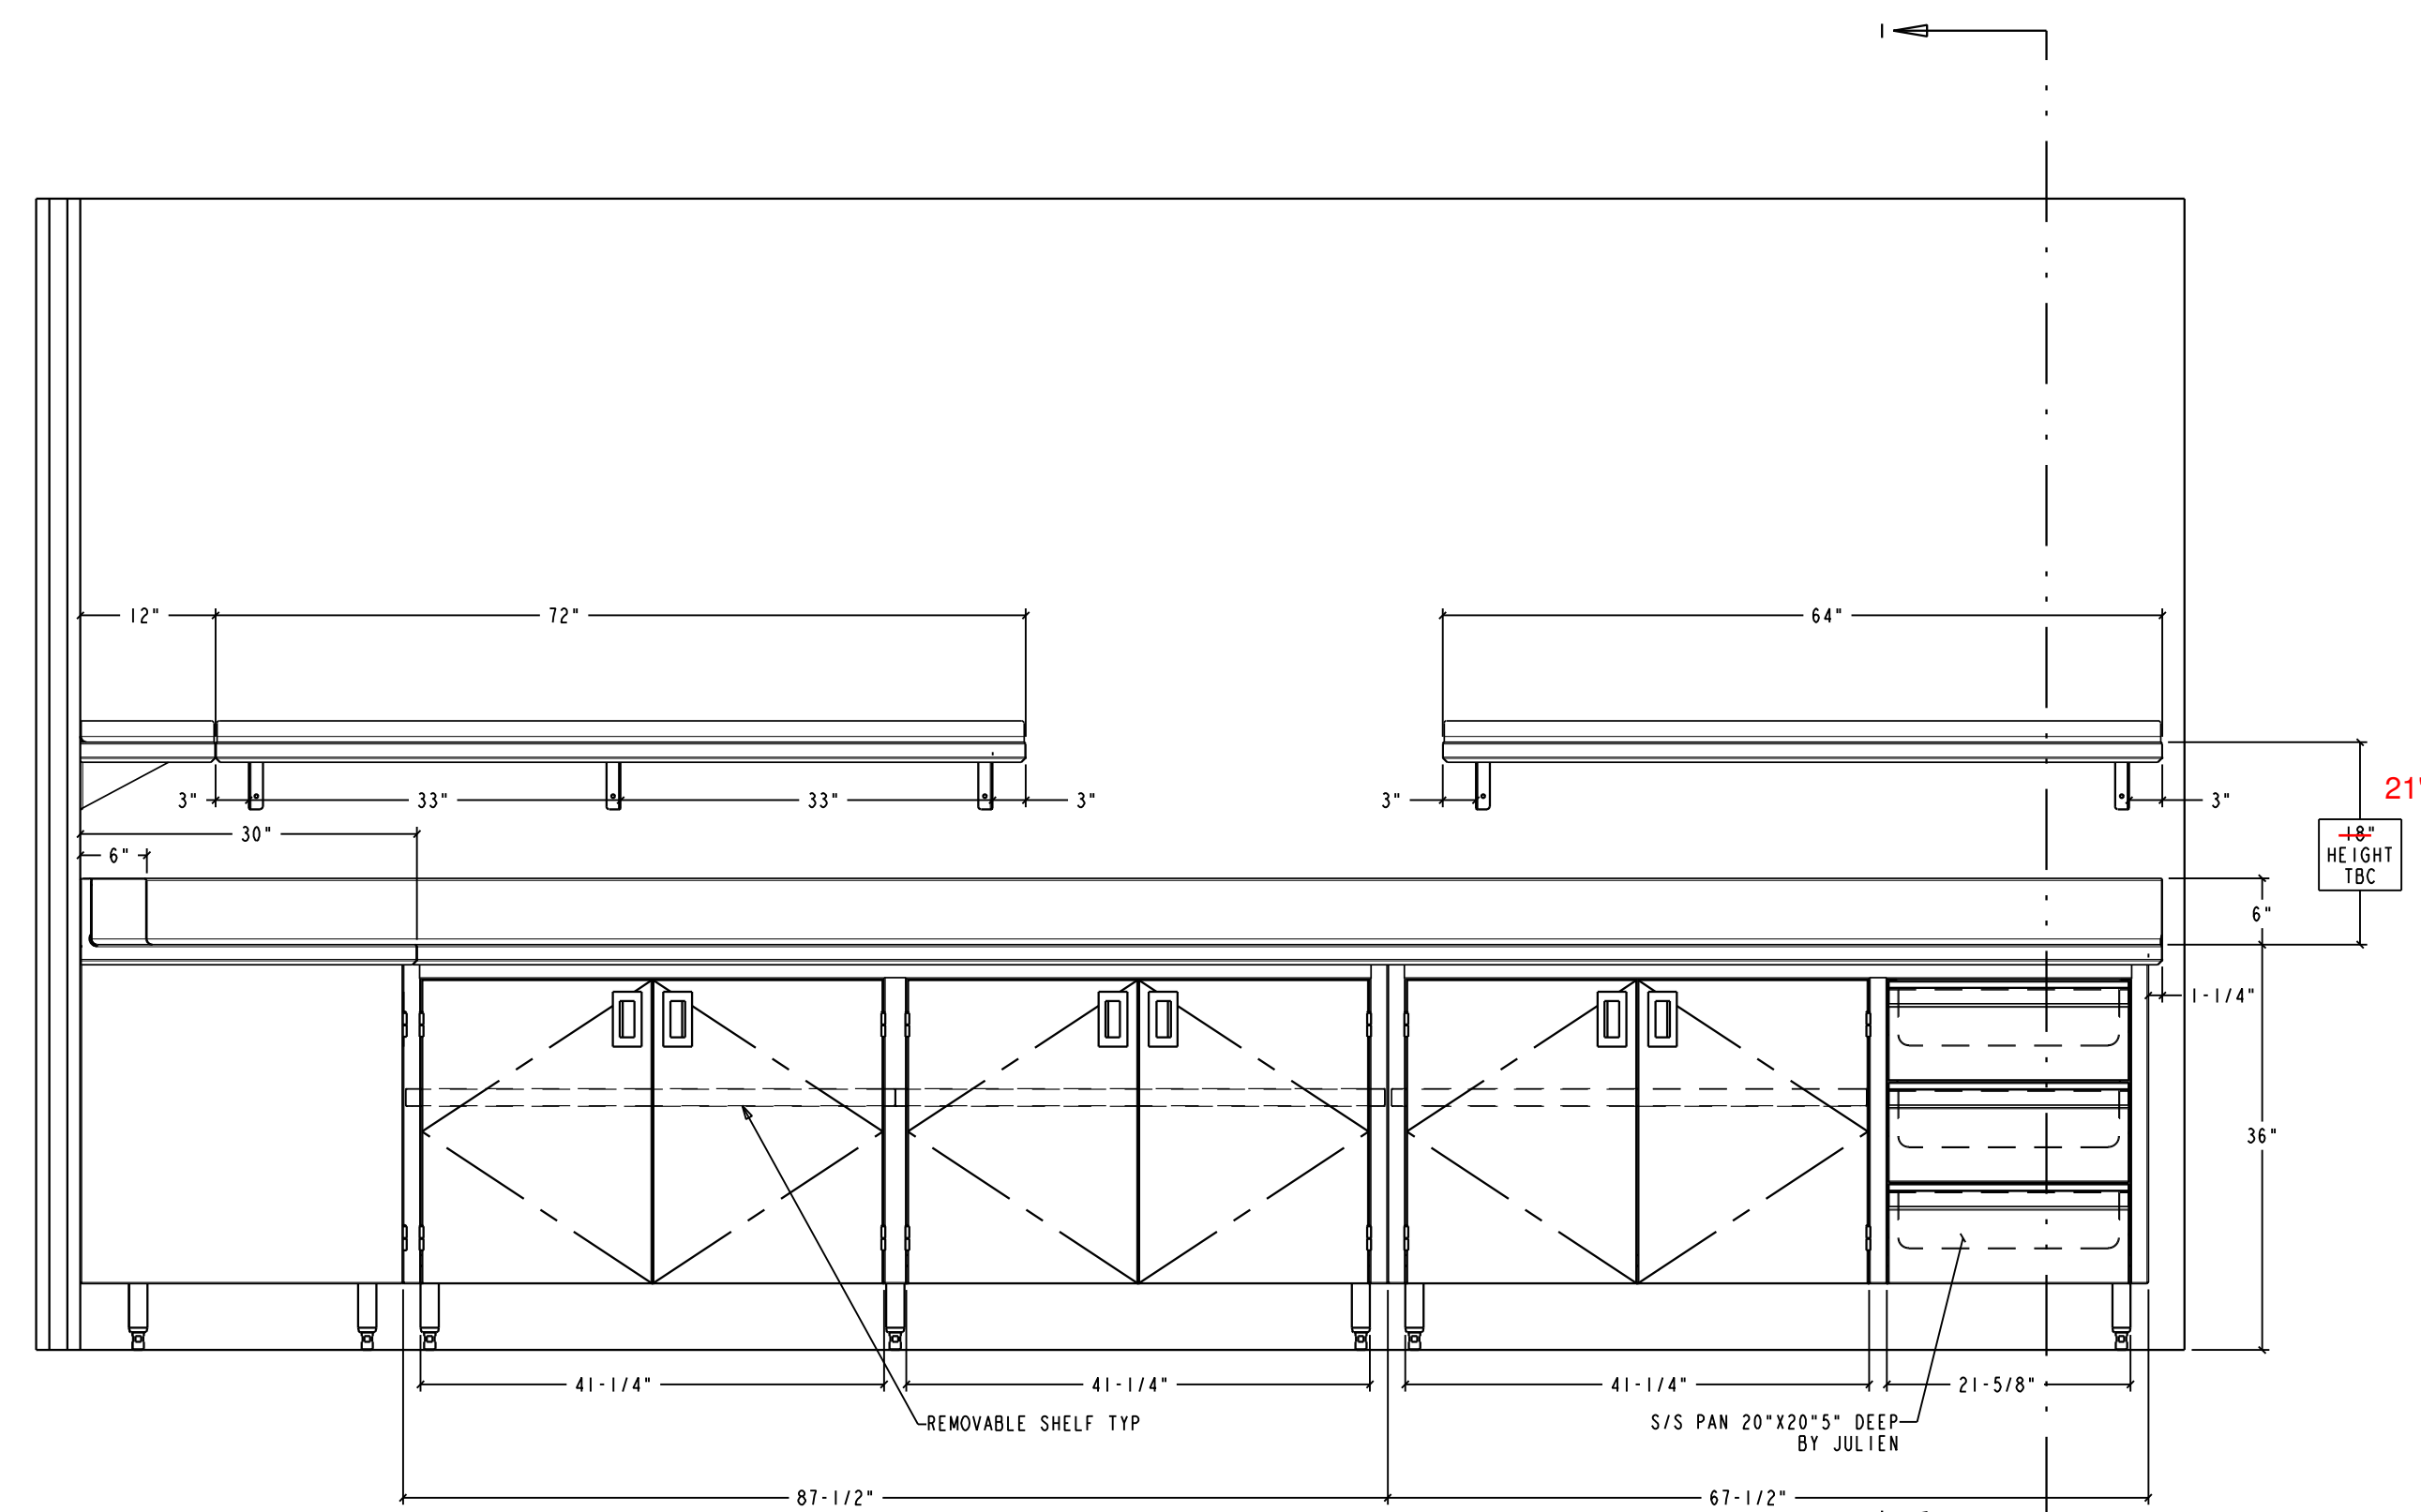 I
12" 72" 64"
21"
3" 33" 33" 3" 3" 3"
18"
HEIGHT
TBC
30"
6"
6"
1-1/4"
36"
41-1/4" 41-1/4" 41-1/4" 21-5/8"
REMOVABLE SHELF TYP
S/S PAN 20"X20"5" DEEP
BY JULIEN
87-1/2" 67-1/2"